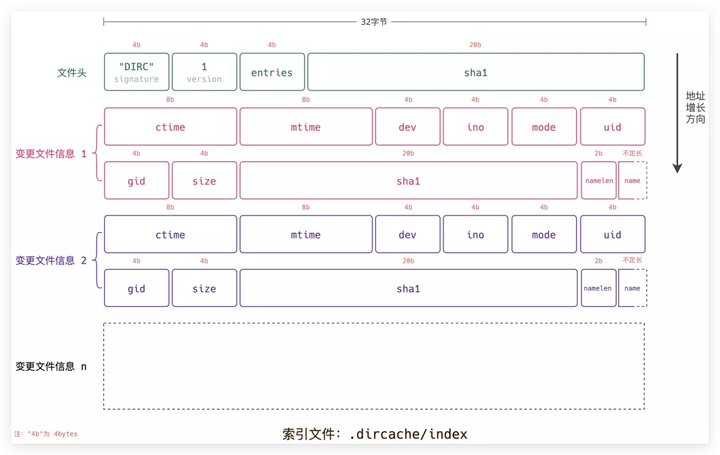 32字节
4b 4b 4b 20b
文件头 "DIRC" signature 1 version entries sha1
8b 8b 4b 4b 4b 4b
ctime mtime dev ino mode uid
变更文件信息 1
4b 4b 20b 2b 不定长
gid size sha1 namelen name
8b 8b 4b 4b 4b 4b
ctime mtime dev ino mode uid
变更文件信息 2
4b 4b 20b 2b 不定长
gid size sha1 namelen name
变更文件信息 n
地址
增长
方向
注: "4b"为 4bytes
索引文件: .dircache/index